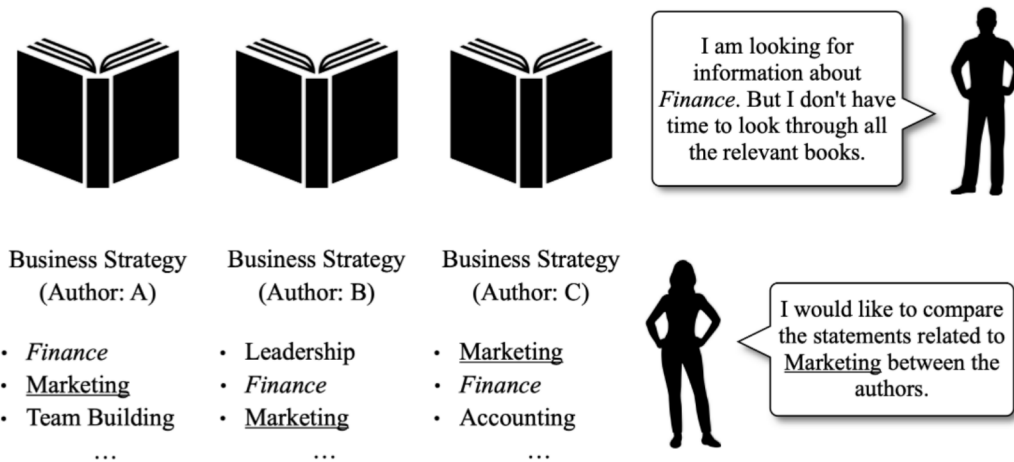 I am looking for
information about
Finance. But I don't have
time to look through all
the relevant books.
Business Strategy
(Author: A)
• Finance
• Marketing
• Team Building
…
Business Strategy
(Author: B)
• Leadership
• Finance
• Marketing
…
Business Strategy
(Author: C)
• Marketing
• Finance
• Accounting
…
I would like to compare
the statements related to
Marketing between the
authors.